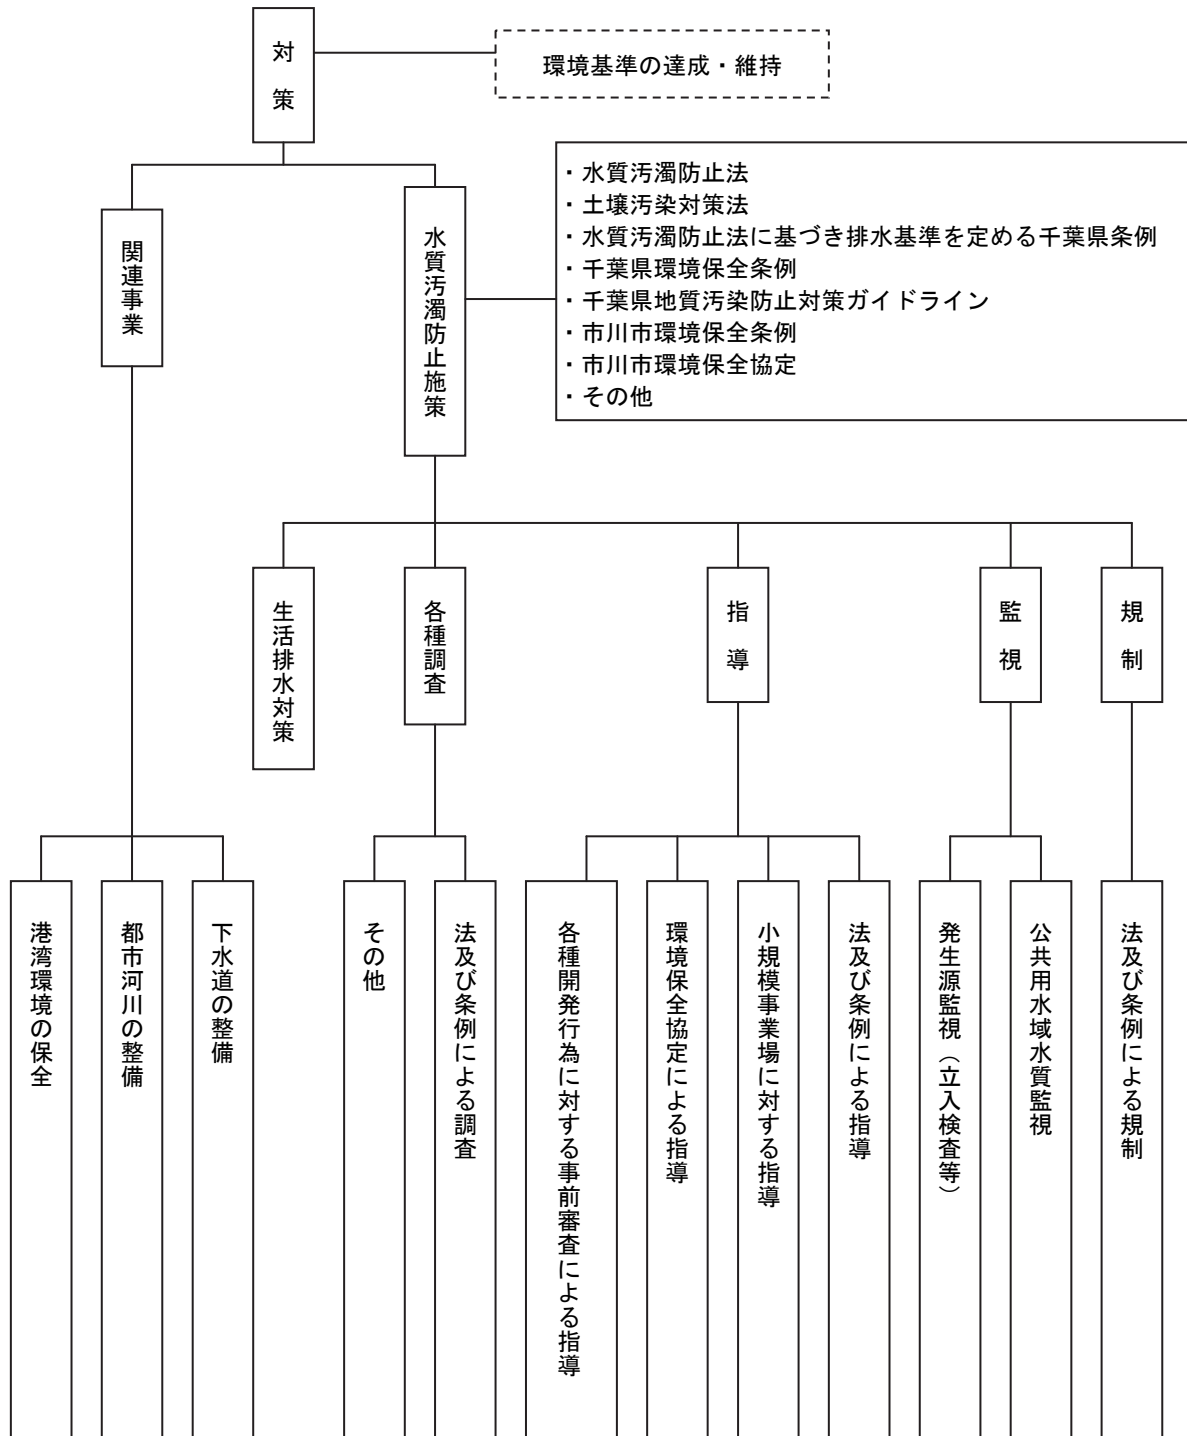 対策
環境基準の達成・維持
・水質汚濁防止法
・土壌汚染対策法
・水質汚濁防止法に基づき排水基準を定める千葉県条例
・千葉県環境保全条例
・千葉県地質汚染防止対策ガイドライン
・市川市環境保全条例
・市川市環境保全協定
・その他
水質汚濁防止施策
関連事業
規制
監視
指導
各種調査
生活排水対策
法及び条例による規制
公共用水域水質監視
発生源監視（立入検査等）
法及び条例による指導
小規模事業場に対する指導
環境保全協定による指導
各種開発行為に対する事前審査による指導
法及び条例による調査
その他
下水道の整備
都市河川の整備
港湾環境の保全